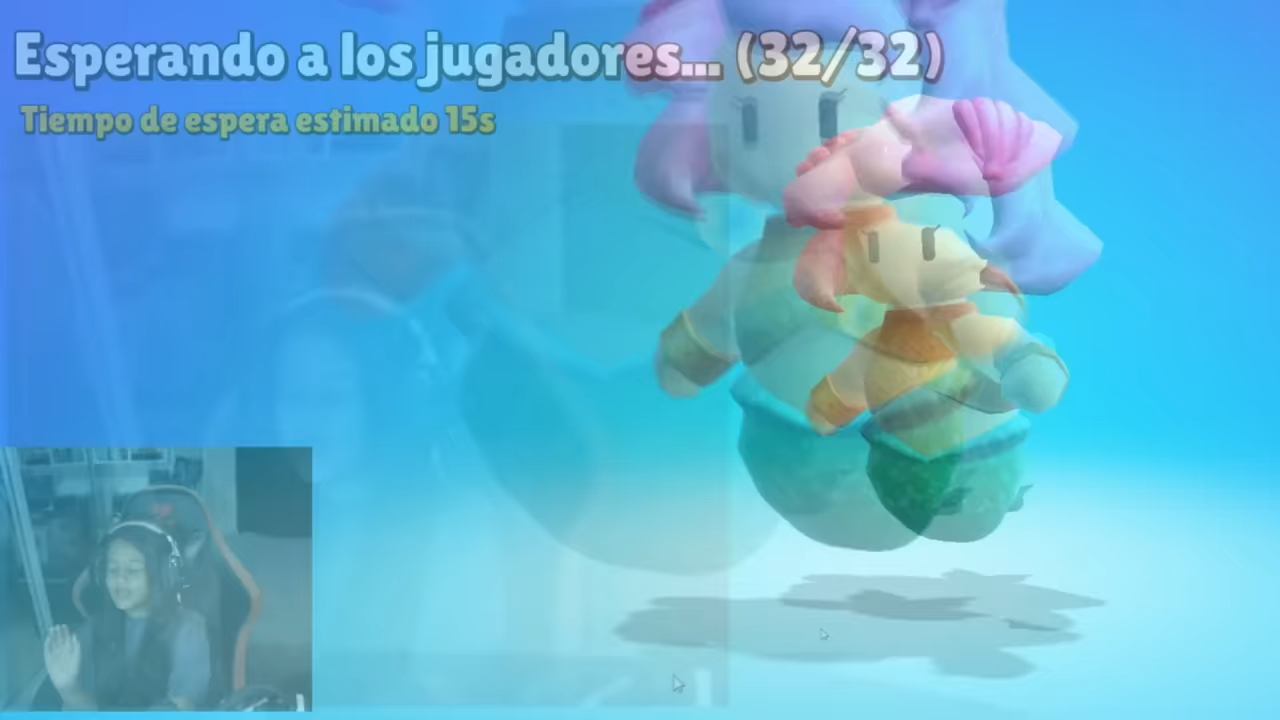 Esperando a los jugadores... (32/32)
Tiempo de espera estimado 15s